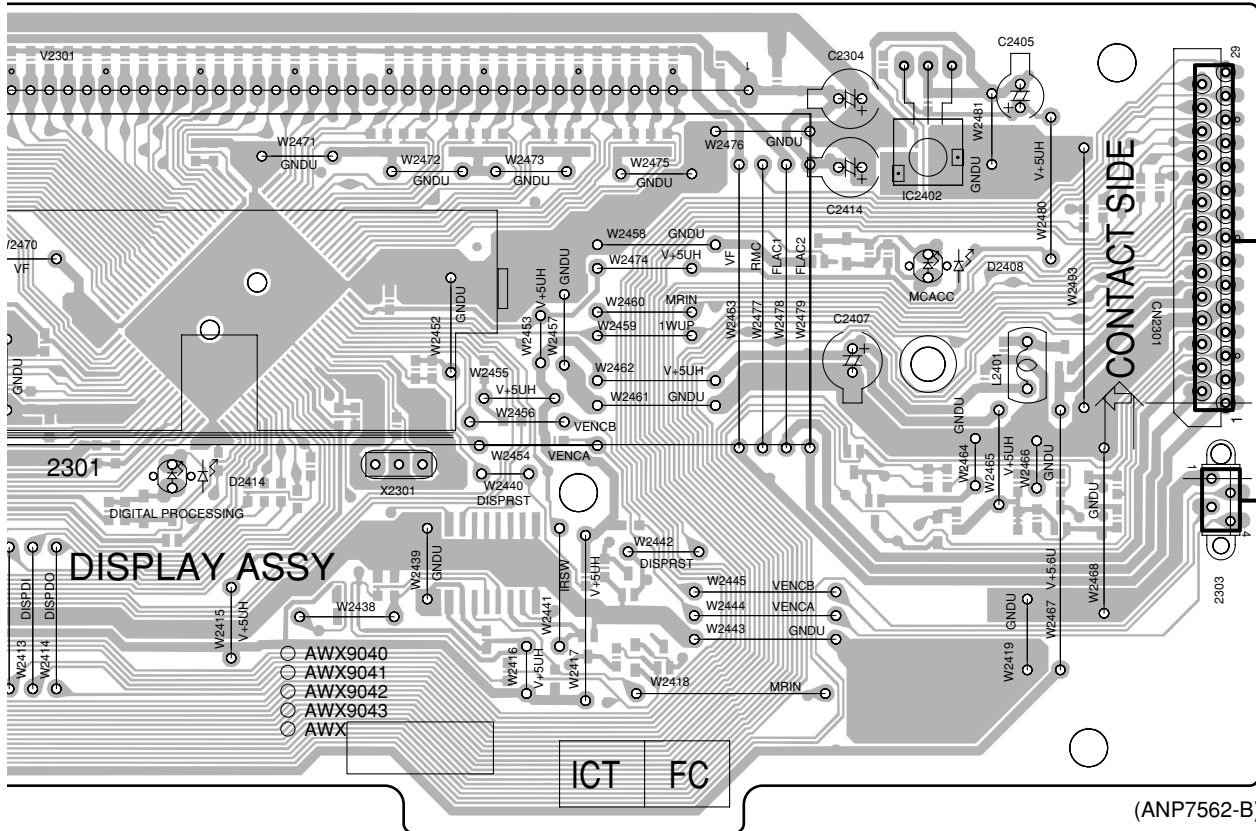 V2301
1
C2304
C2405
29
W2471
GNDU
W2472
GNDU
W2473
GNDU
W2475
GNDU
W2476
GNDU
C2414
IC2402
W2481
GNDU
V+5UH
W2480
W2470
VF
W2458
GNDU
W2474
V+5UH
GNDU
V+5UH
W2460
MRIN
W2459
1WUP
W2453
W2457
GNDU
W2452
VF
RMC
FLAC1
FLAC2
W2463
W2477
W2478
W2479
MCACC
D2408
W2493
CONTACT SIDE
CN2301
C2407
L2401
GNDU
W2455
V+5UH
W2462
V+5UH
W2461
GNDU
W2456
VENCB
VENCA
W2454
W2440
DISPRST
1
GNDU
W2464
W2465
V+5UH
W2466
GNDU
2301
D2414
DIGITAL PROCESSING
X2301
1
4
2303
GNDU
W2468
V+5.6U
W2467
DISPLAY ASSY
DISPDI
DISPDO
W2413
W2414
W2415
V+5UH
W2438
W2439
GNDU
W2441
IRSW
V+5UH
W2417
W2416
V+5UH
W2442
DISPRST
W2445
VENCB
W2444
VENCA
W2443
GNDU
W2418
MRIN
GNDU
W2419
AWX9040
AWX9041
AWX9042
AWX9043
AWX
ICT
FC
(ANP7562-B)